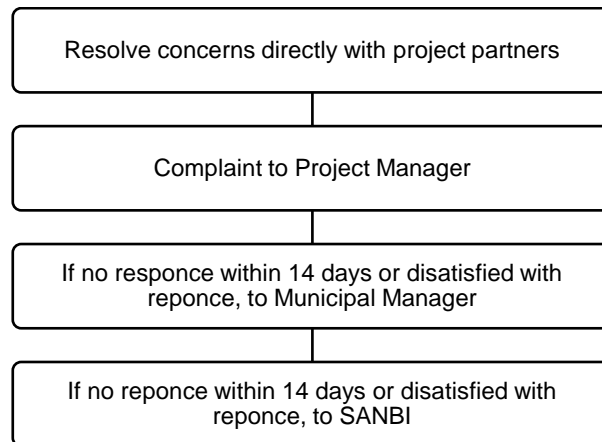 Resolve concerns directly with project partners
Complaint to Project Manager
If no responce within 14 days or disatisfied with
reponce, to Municipal Manager
If no reponce within 14 days or disatisfied with
reponce, to SANBI